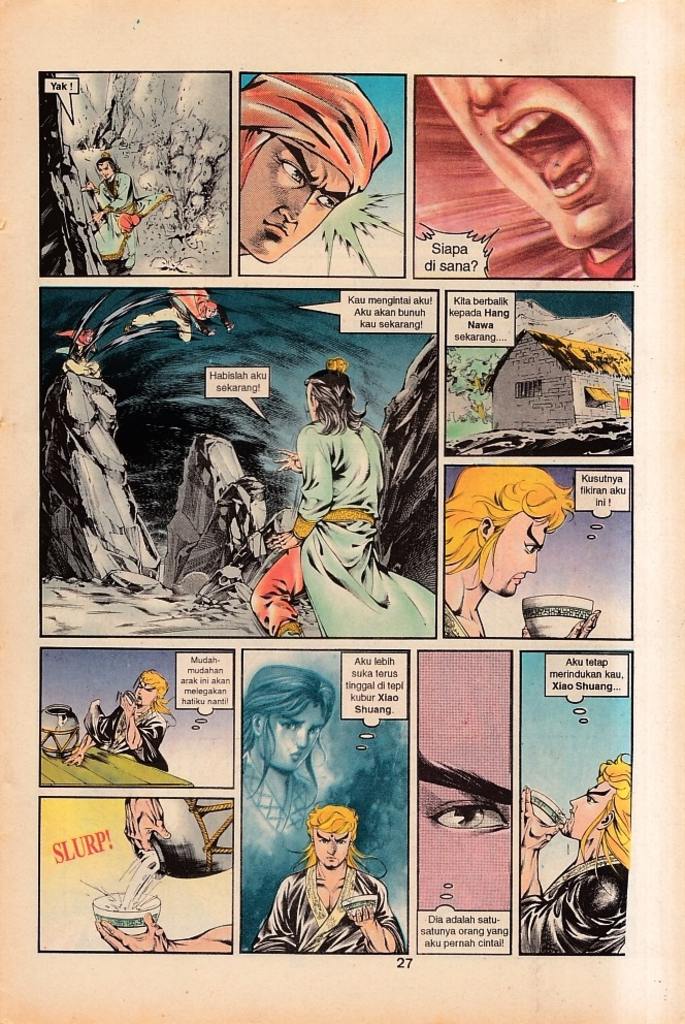 Yak !
Siapa
di sana?
Kau mengintai aku!
Aku akan bunuh
kau sekarang!
Habislah aku
sekarang!
Kita berbalik
kepada Hang
Nawa
sekarang....
Kusutnya
fikiran aku
ini !
Mudah-
mudahan
arak ini akan
melegakan
hatiku nanti!
SLURP!
Aku lebih
suka terus
tinggal di tepi
kubur Xiao
Shuang.
Dia adalah satu-
satunya orang yang
aku pernah cintai!
Aku tetap
merindukan kau,
Xiao Shuang...
27